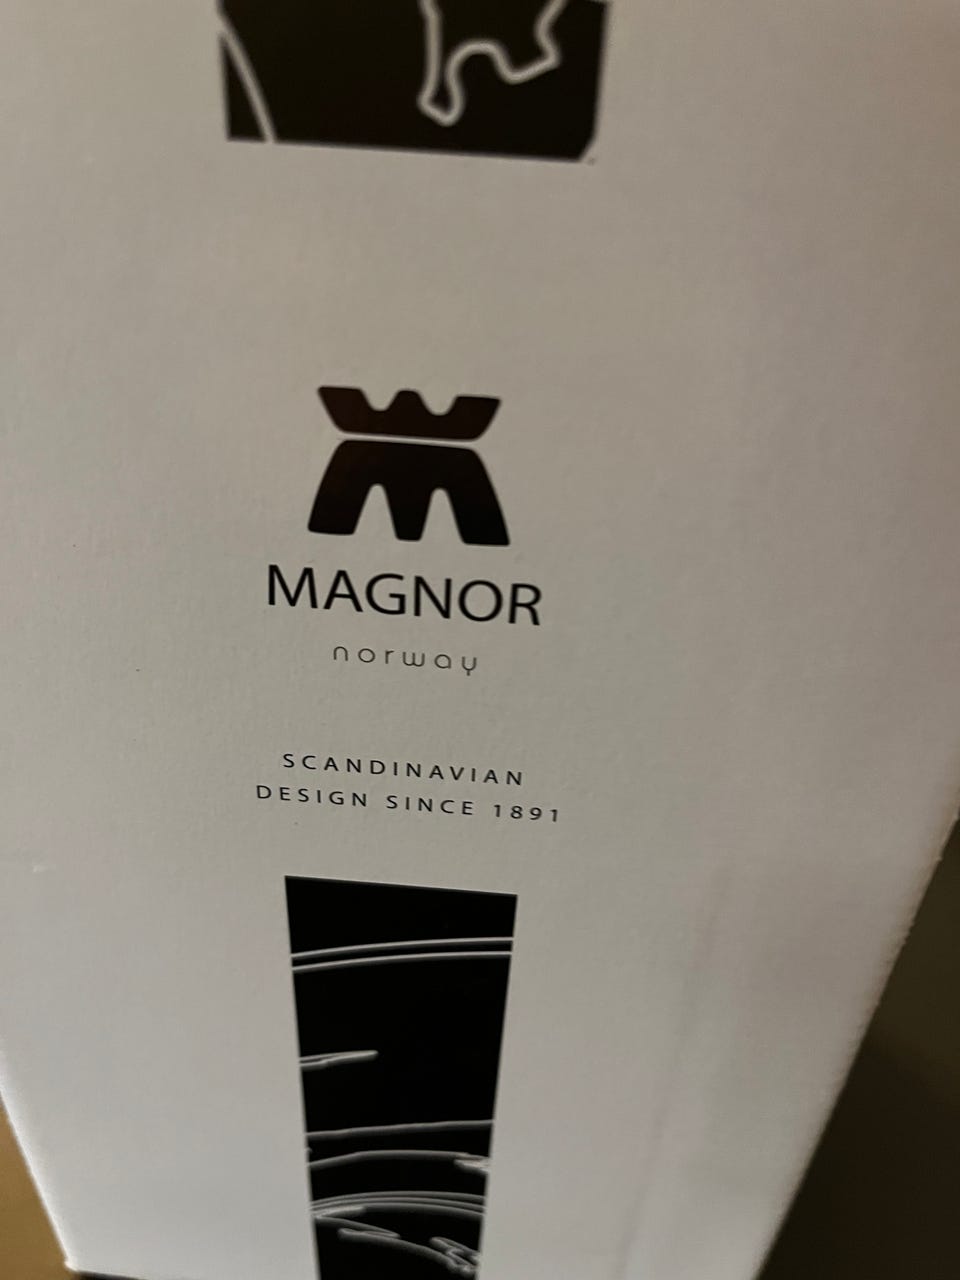 MAGNOR
norway
SCANDINAVIAN
DESIGN SINCE 1891